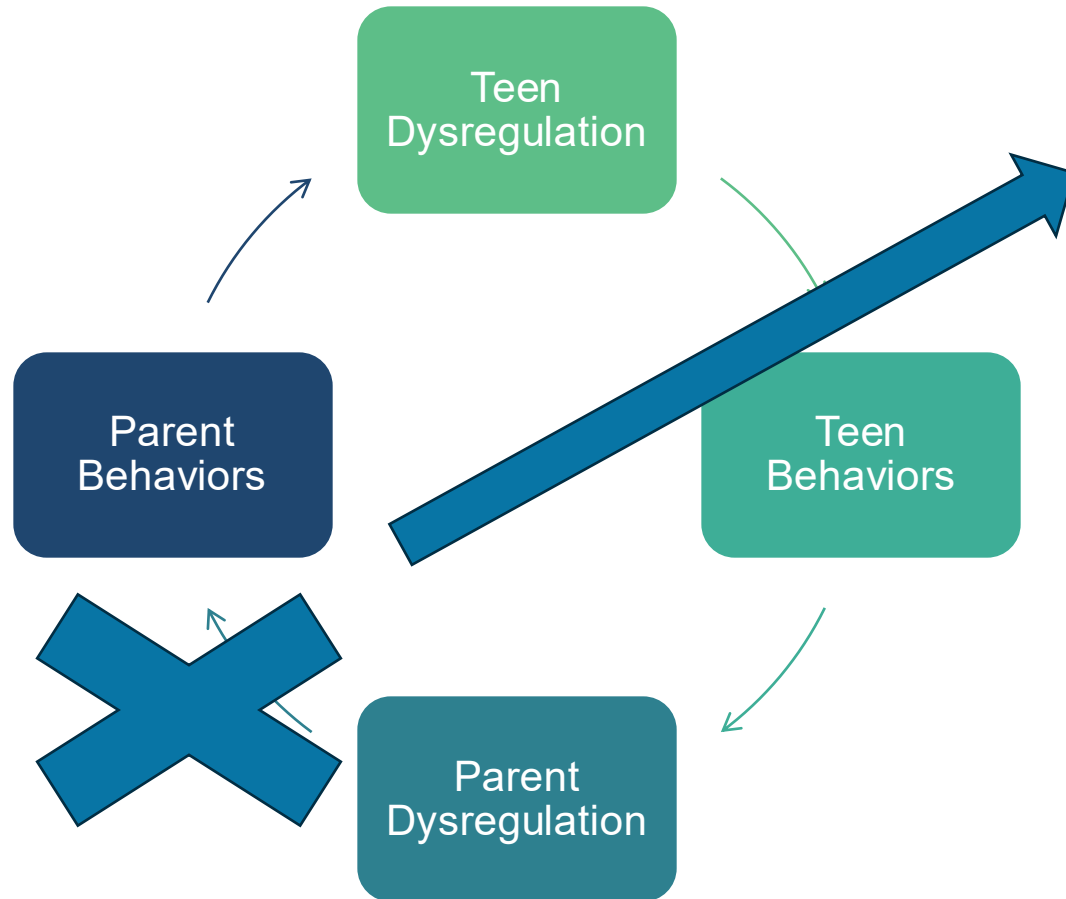 Teen
Dysregulation
Parent
Behaviors
Teen
Behaviors
Parent
Dysregulation